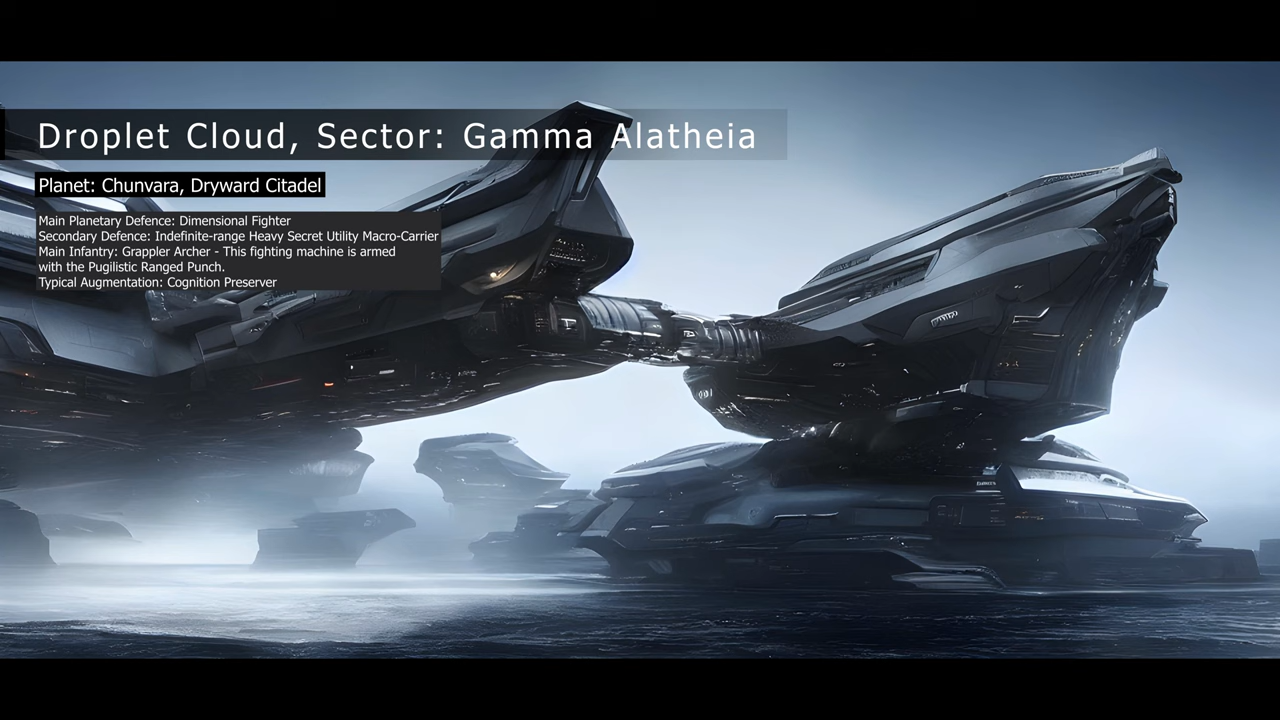 Droplet Cloud, Sector: Gamma Alatheia
Planet: Chunvara, Dryward Citadel
Main Planetary Defence: Dimensional Fighter
Secondary Defence: Indefinite-range Heavy Secret Utility Macro-Carrier
Main Infantry: Grappler Archer - This fighting machine is armed
with the Pugilistic Ranged Punch.
Typical Augmentation: Cognition Preserver